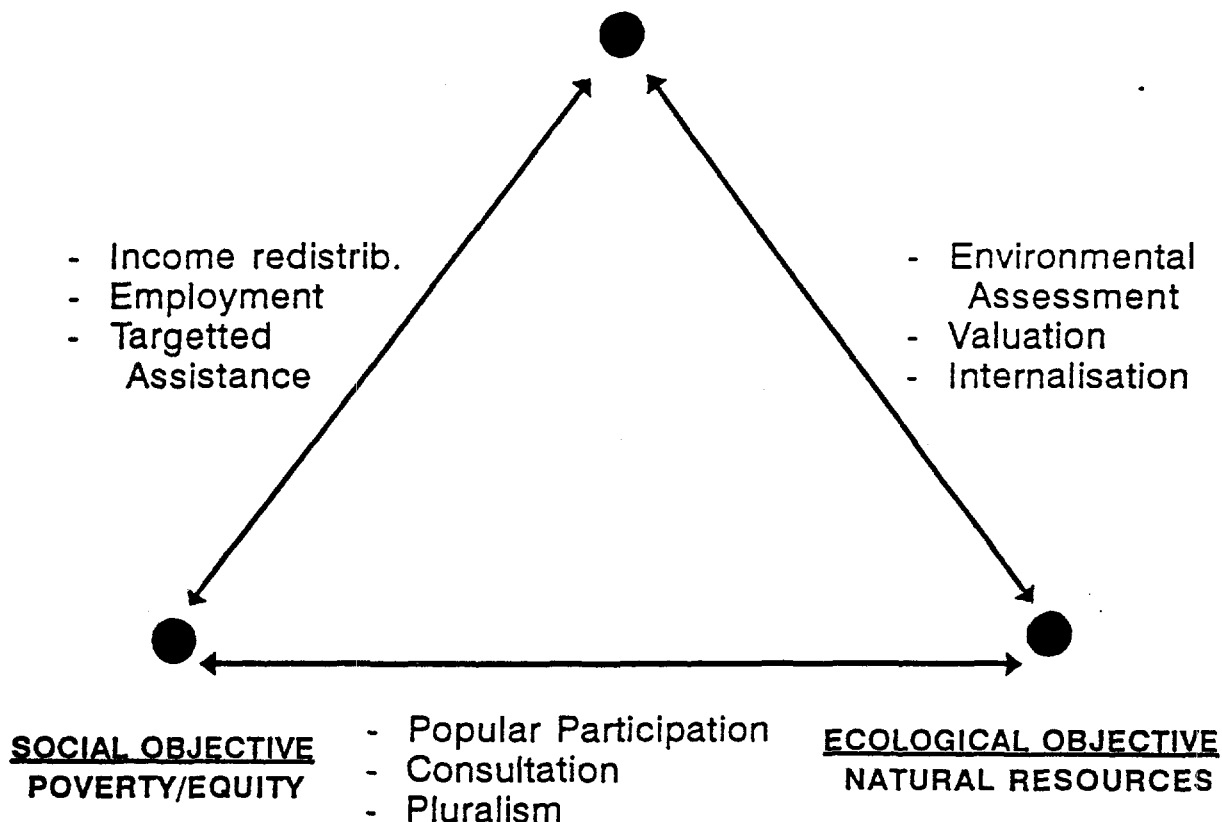 - Income redistrib.
- Employment
- Targetted
Assistance
- Environmental
Assessment
- Valuation
- Internalisation
SOCIAL OBJECTIVE
POVERTY/EQUITY
- Popular Participation
- Consultation
- Pluralism
ECOLOGICAL OBJECTIVE
NATURAL RESOURCES